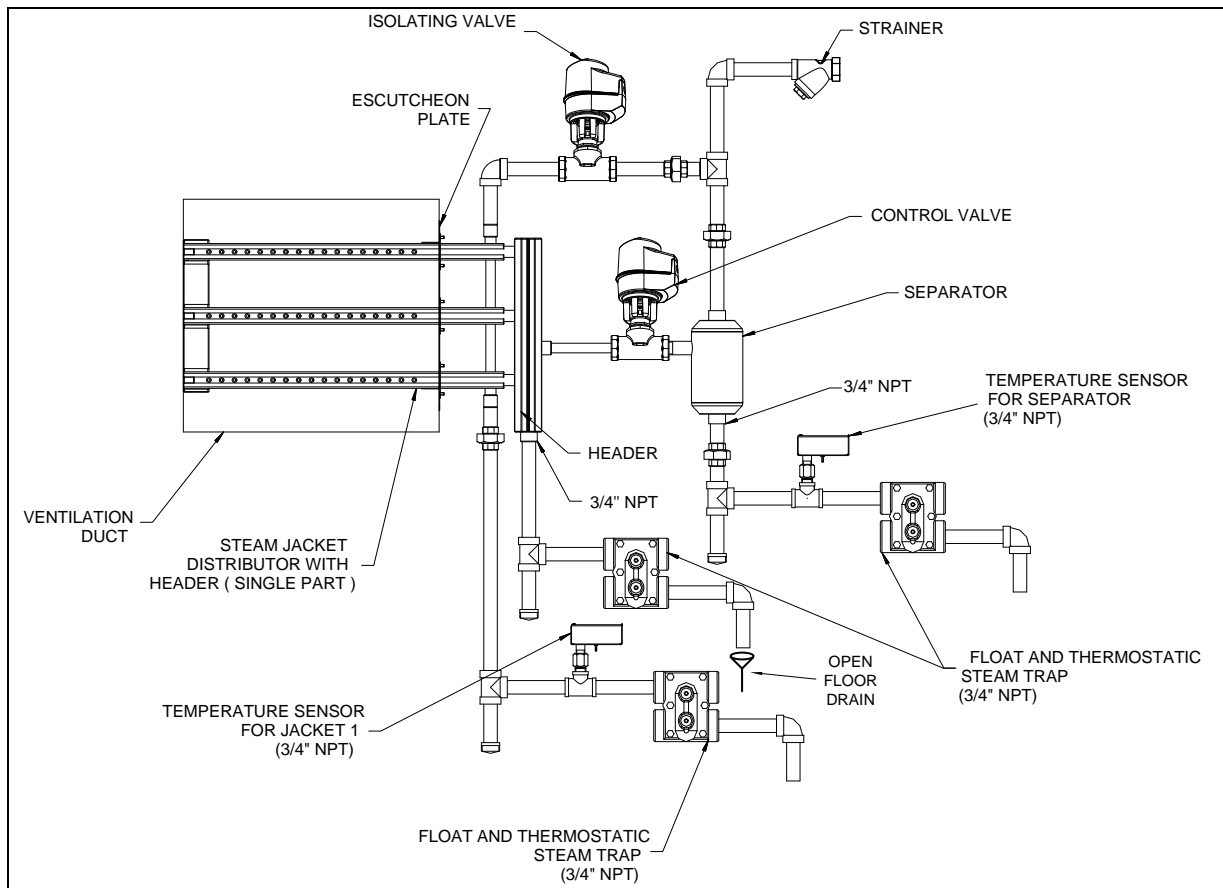 ISOLATING VALVE
STRAINER
ESCUTCHEON
PLATE
CONTROL VALVE
SEPARATOR
3/4" NPT
TEMPERATURE SENSOR
FOR SEPARATOR
(3/4" NPT)
HEADER
3/4" NPT
VENTILATION
DUCT
STEAM JACKET
DISTRIBUTOR WITH
HEADER ( SINGLE PART )
OPEN
FLOOR
DRAIN
FLOAT AND THERMOSTATIC
STEAM TRAP
(3/4" NPT)
TEMPERATURE SENSOR
FOR JACKET 1
(3/4" NPT)
FLOAT AND THERMOSTATIC
STEAM TRAP
(3/4" NPT)